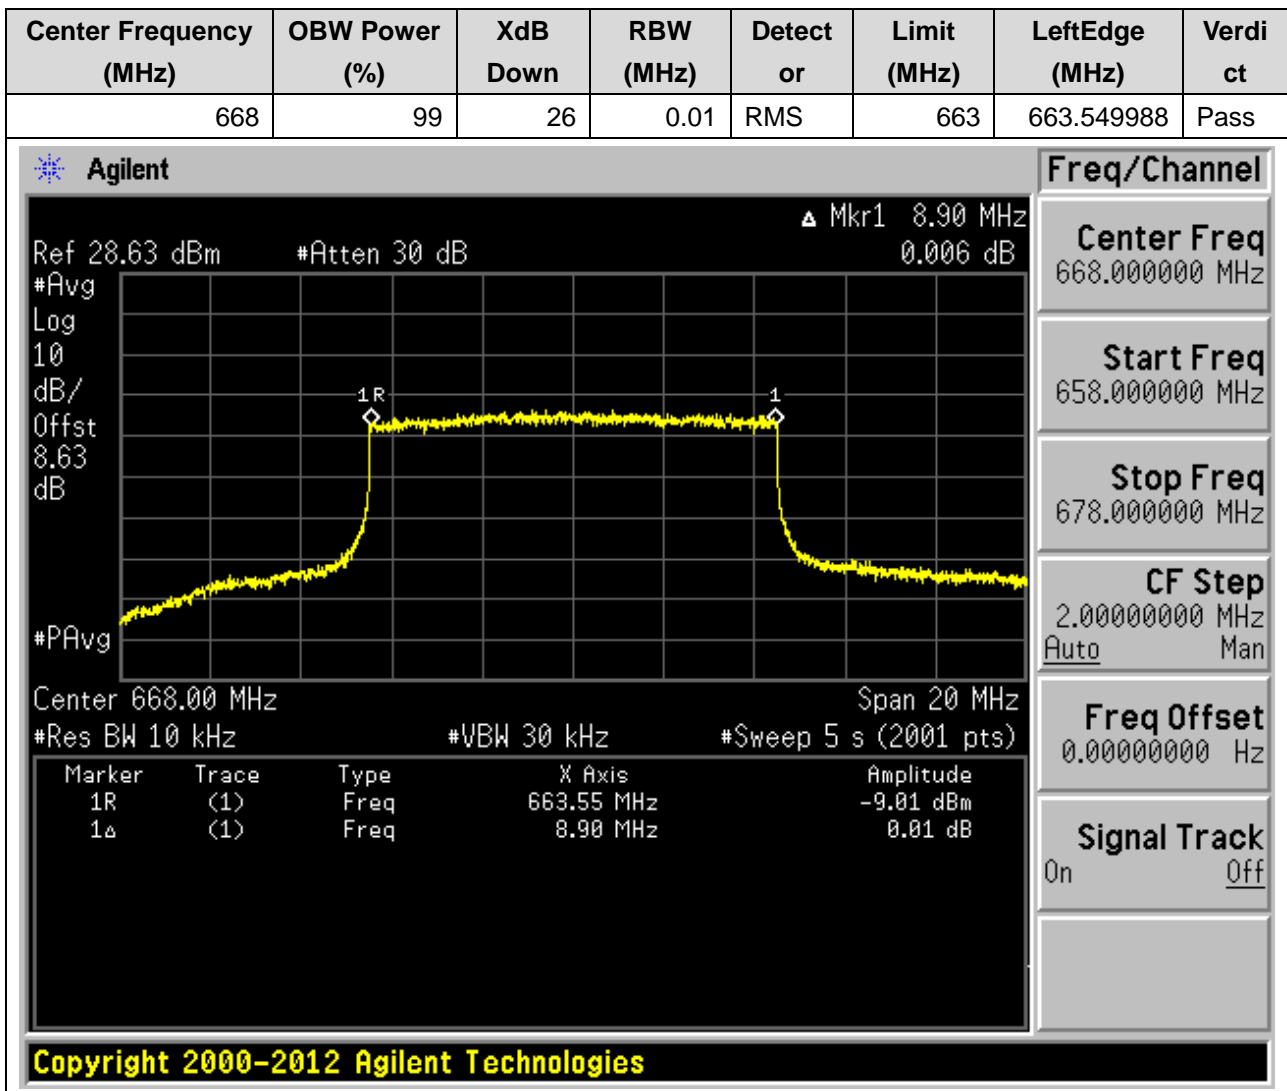 Center Frequency OBW Power XdB RBW Detect Limit LeftEdge Verdi
(MHz) (%) Down (MHz) or (MHz) (MHz) ct
668 99 26 0.01 RMS 663 663.549988 Pass
Agilent Freq/Channel
Δ Mkr1 8.90 MHz
Ref 28.63 dBm #Atten 30 dB 0.006 dB
#Avg
Log
10
dB/
Offst
8.63
dB
1R 1
#PAvg
Center 668.00 MHz Span 20 MHz
#Res BW 10 kHz #VBW 30 kHz #Sweep 5 s (2001 pts)
Marker Trace Type X Axis Amplitude
1R (1) Freq 663.55 MHz -9.01 dBm
1Δ (1) Freq 8.90 MHz 0.01 dB
Center Freq
668.000000 MHz
Start Freq
658.000000 MHz
Stop Freq
678.000000 MHz
CF Step
2.00000000 MHz
Auto Man
Freq Offset
0.00000000 Hz
Signal Track
On Off
Copyright 2000-2012 Agilent Technologies